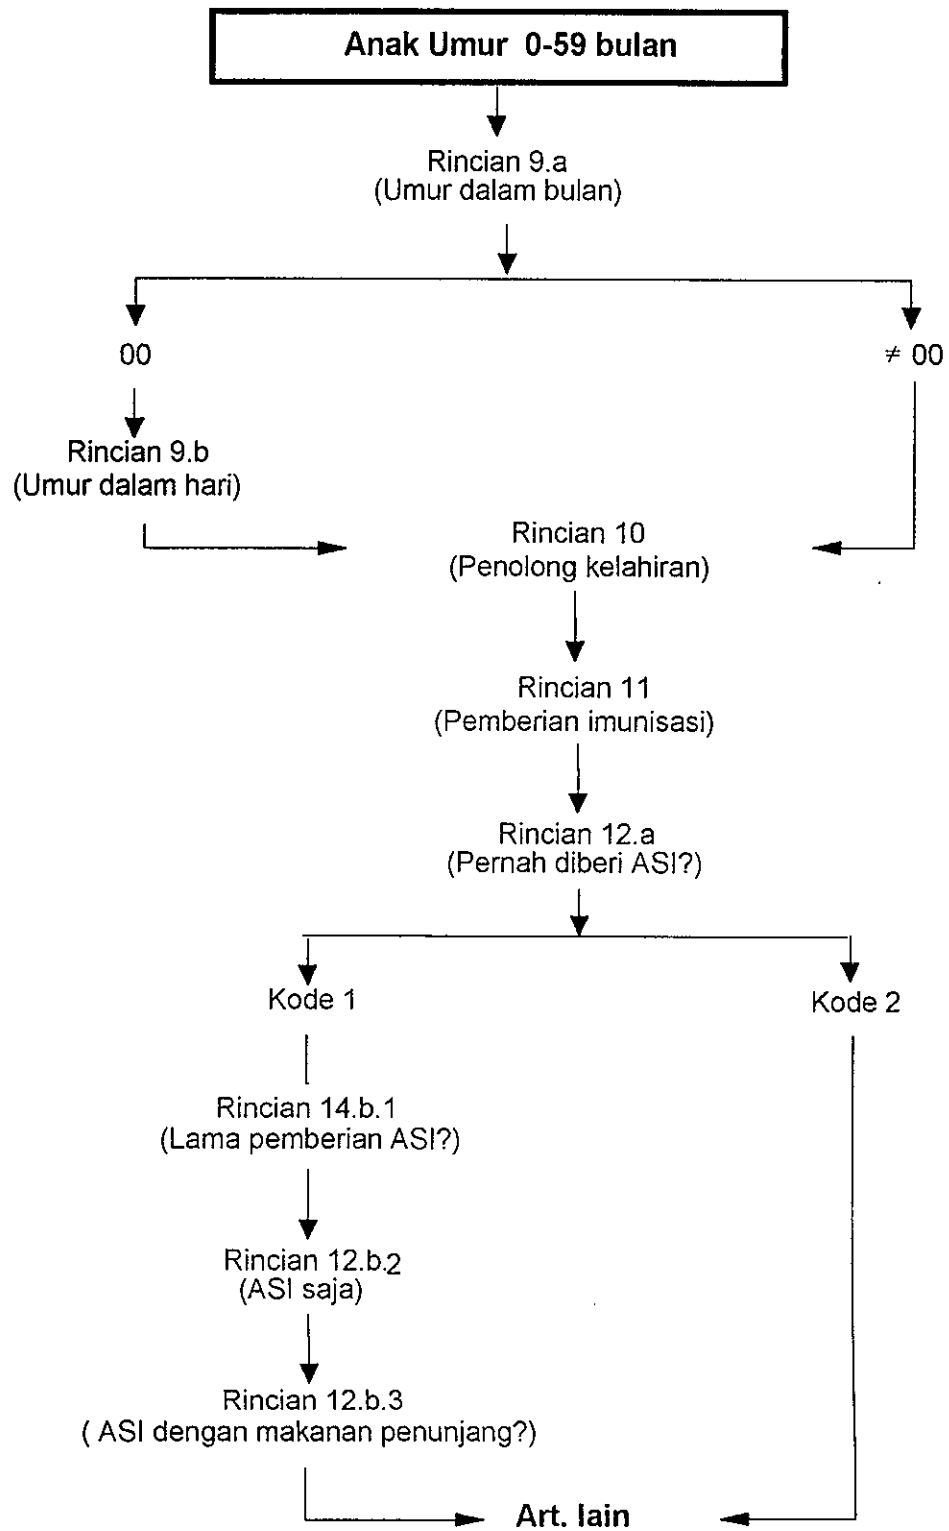 Anak Umur 0-59 bulan
Rincian 9.a
(Umur dalam bulan)
00
≠ 00
Rincian 9.b
(Umur dalam hari)
Rincian 10
(Penolong kelahiran)
Rincian 11
(Pemberian imunisasi)
Rincian 12.a
(Pernah diberi ASI?)
Kode 1
Kode 2
Rincian 14.b.1
(Lama pemberian ASI?)
Rincian 12.b.2
(ASI saja)
Rincian 12.b.3
( ASI dengan makanan penunjang?)
Art. lain